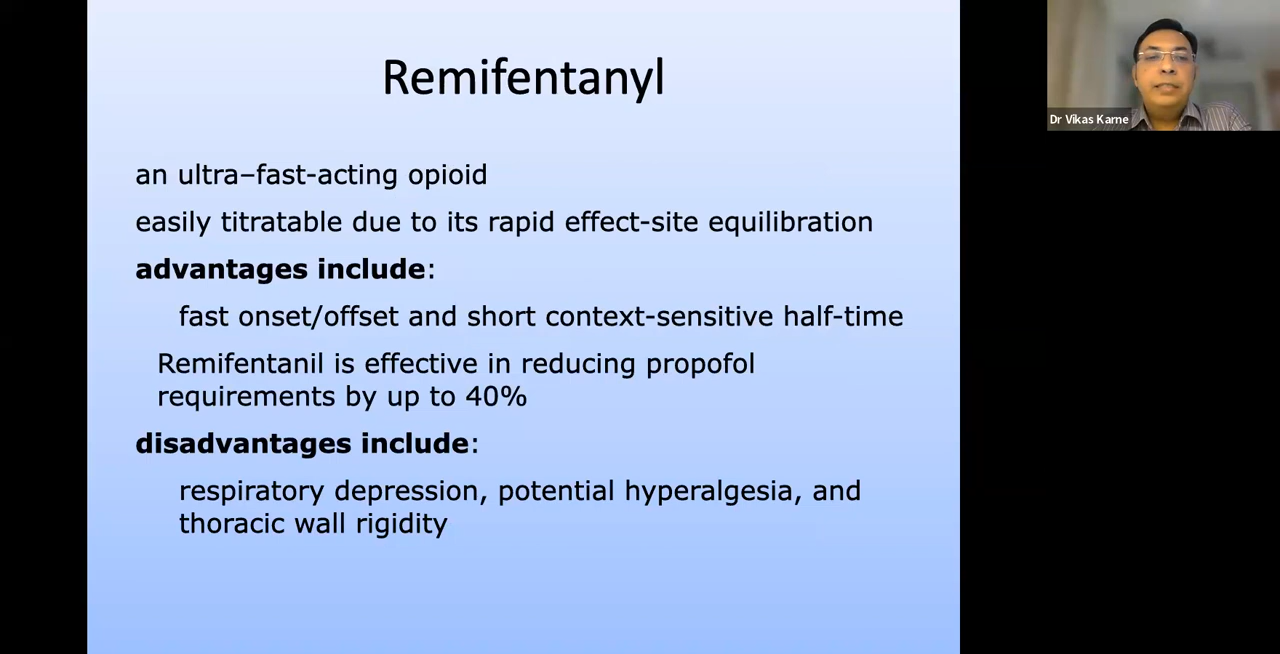 Remifentanyl
an ultra–fast-acting opioid
easily titratable due to its rapid effect-site equilibration
advantages include:
fast onset/offset and short context-sensitive half-time
Remifentanil is effective in reducing propofol
requirements by up to 40%
disadvantages include:
respiratory depression, potential hyperalgesia, and
thoracic wall rigidity
Dr Vikas Karne